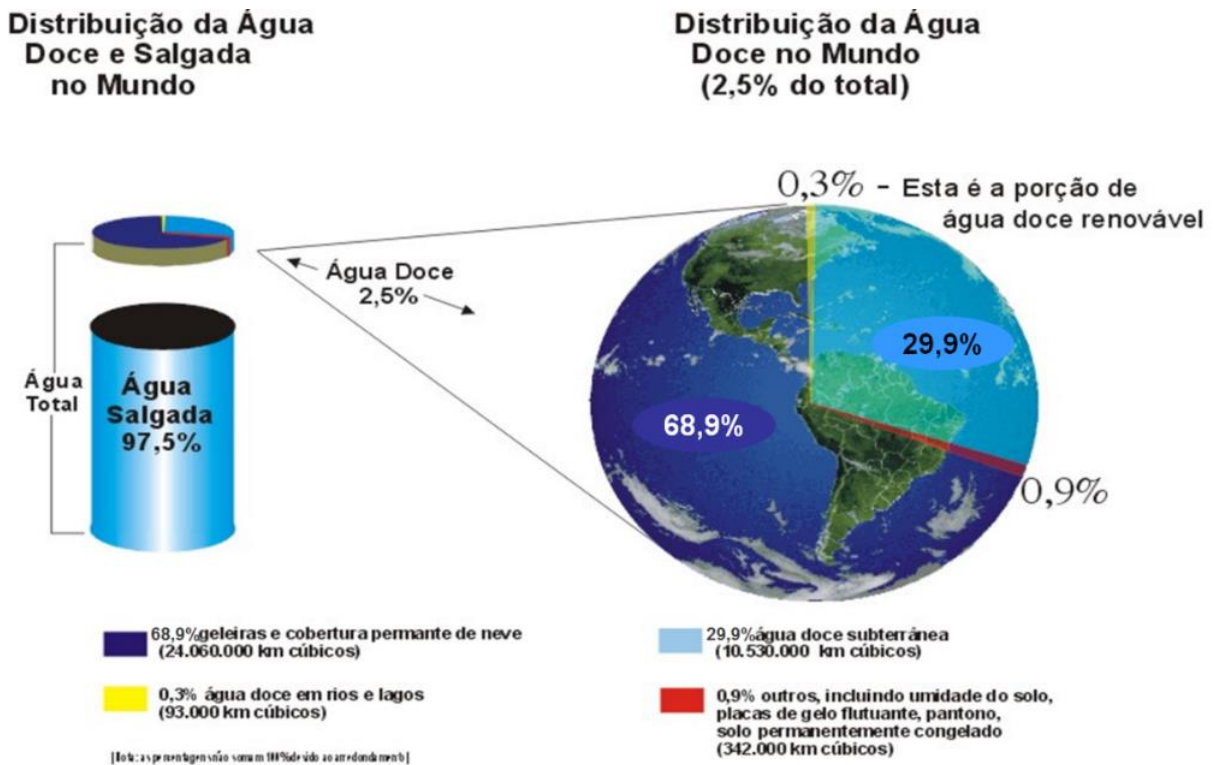 Distribuição da Água
Doce e Salgada
no Mundo
Distribuição da Água
Doce no Mundo
(2,5% do total)
0,3% - Esta é a porção de
água doce renovável
Água Doce
2,5%
29,9%
Água
Total
Água
Salgada
97,5%
68,9%
0,9%
68,9%geleiras e cobertura permante de neve
(24.060.000 km cúbicos)
0,3% água doce em rios e lagos
(93.000 km cúbicos)
29,9%água doce subterrânea
(10.530.000 km cúbicos)
0,9% outros, incluindo umidade do solo,
placas de gelo flutuante, pantono,
solo permanentemente congelado
(342.000 km cúbicos)